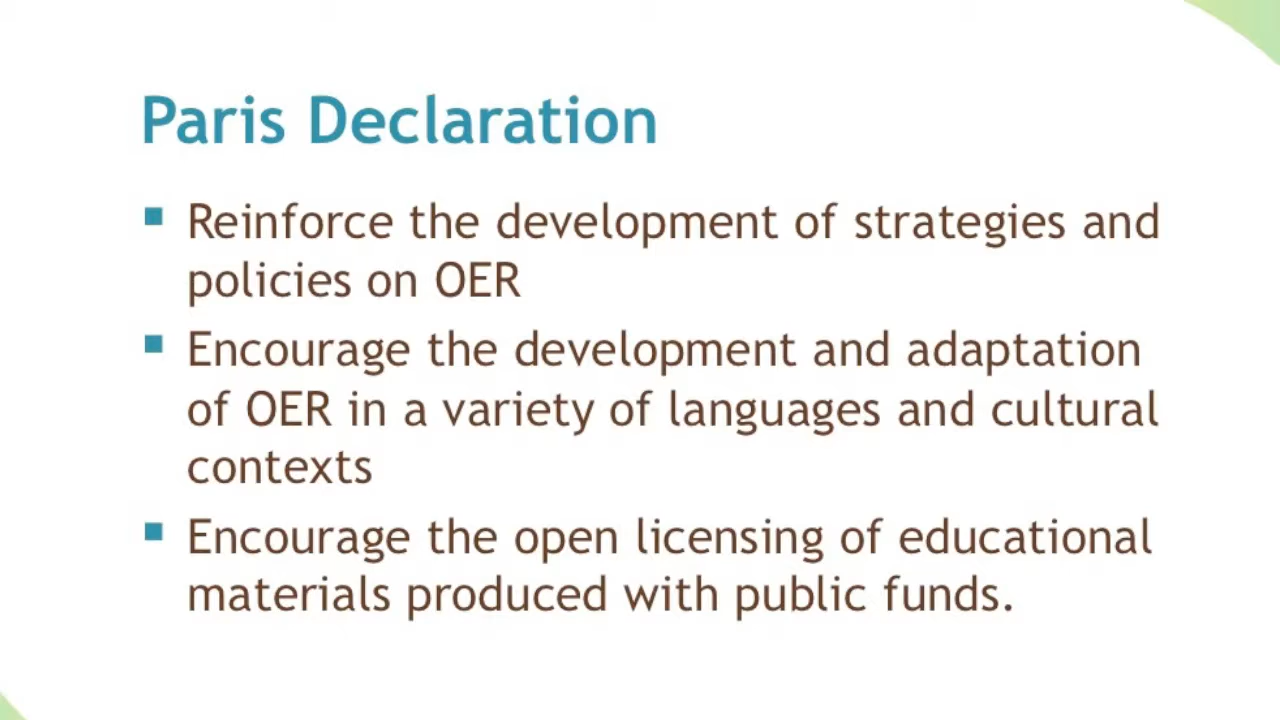 Paris Declaration
▪ Reinforce the development of strategies and
policies on OER
▪ Encourage the development and adaptation
of OER in a variety of languages and cultural
contexts
▪ Encourage the open licensing of educational
materials produced with public funds.